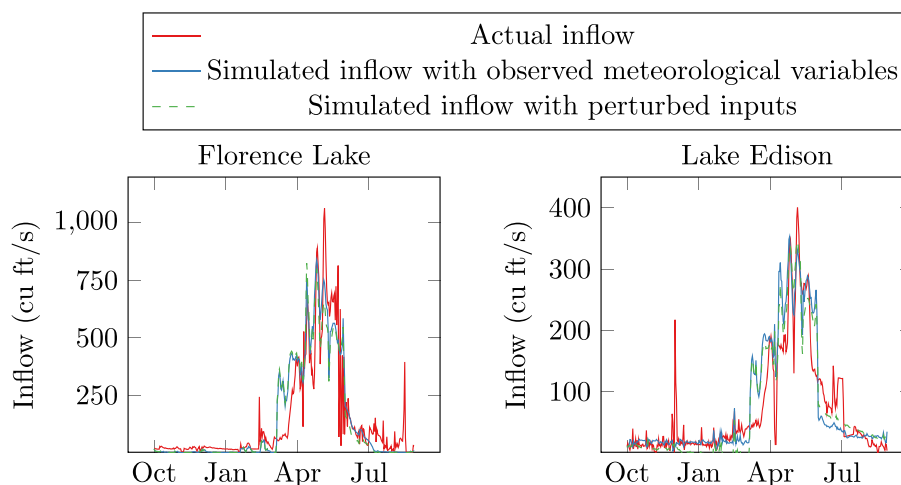 Actual inflow
Simulated inflow with observed meteorological variables
Simulated inflow with perturbed inputs
Florence Lake
Inflow (cu ft/s)
1,000
750
500
250
Oct Jan Apr Jul
Lake Edison
Inflow (cu ft/s)
400
300
200
100
Oct Jan Apr Jul